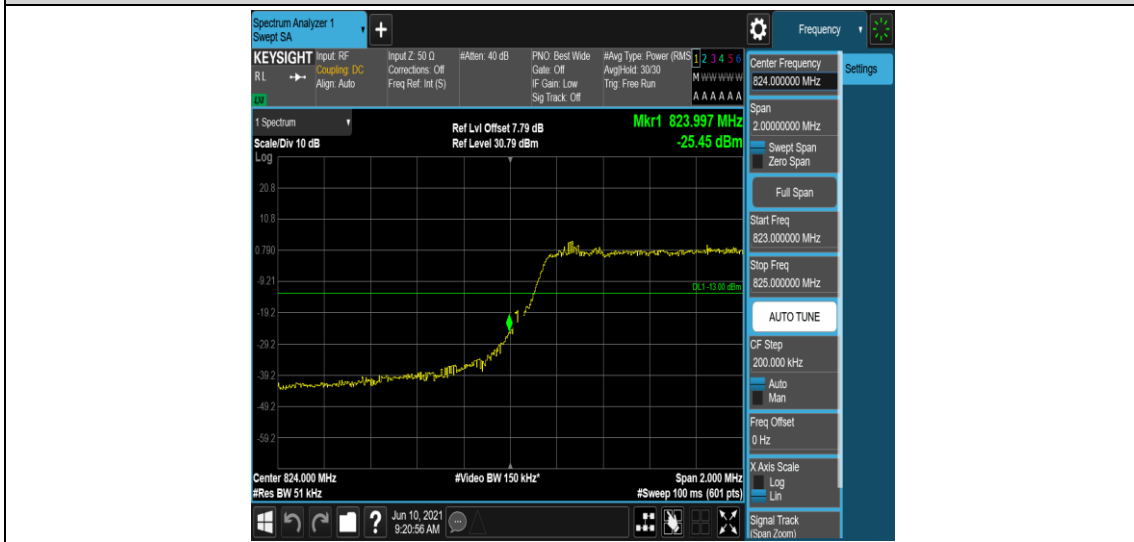 Spectrum Analyzer 1
Swept SA
+
Frequency
KEYSIGHT
RL
Input: RF
Coupling: DC
Align: Auto
Input Z: 50 Ω
Corrections: Off
Freq Ref: Int (S)
#Atten: 40 dB
PNO: Best Wide
Gate: Off
IF Gain: Low
Sig Track: Off
#Avg Type: Power (RMS
Avg|Hold: 30/30
Trig: Free Run
1 2 3 4 5 6
M W W W W W
A A A A A A
1 Spectrum
Scale/Div 10 dB
Log
Ref Lvl Offset 7.79 dB
Ref Level 30.79 dBm
Mkr1 823.997 MHz
-25.45 dBm
20.8
10.8
0.790
-9.21
-19.2
-29.2
-39.2
-49.2
-59.2
DL1 -13.00 dBm
1
Center 824.000 MHz
#Res BW 51 kHz
#Video BW 150 kHz*
Span 2.000 MHz
#Sweep 100 ms (601 pts)
?
Jun 10, 2021
9:20:56 AM
Center Frequency
824.000000 MHz
Settings
Span
2.00000000 MHz
Swept Span
Zero Span
Full Span
Start Freq
823.000000 MHz
Stop Freq
825.000000 MHz
AUTO TUNE
CF Step
200.000 kHz
Auto
Man
Freq Offset
0 Hz
X Axis Scale
Log
Lin
Signal Track
(Span Zoom)